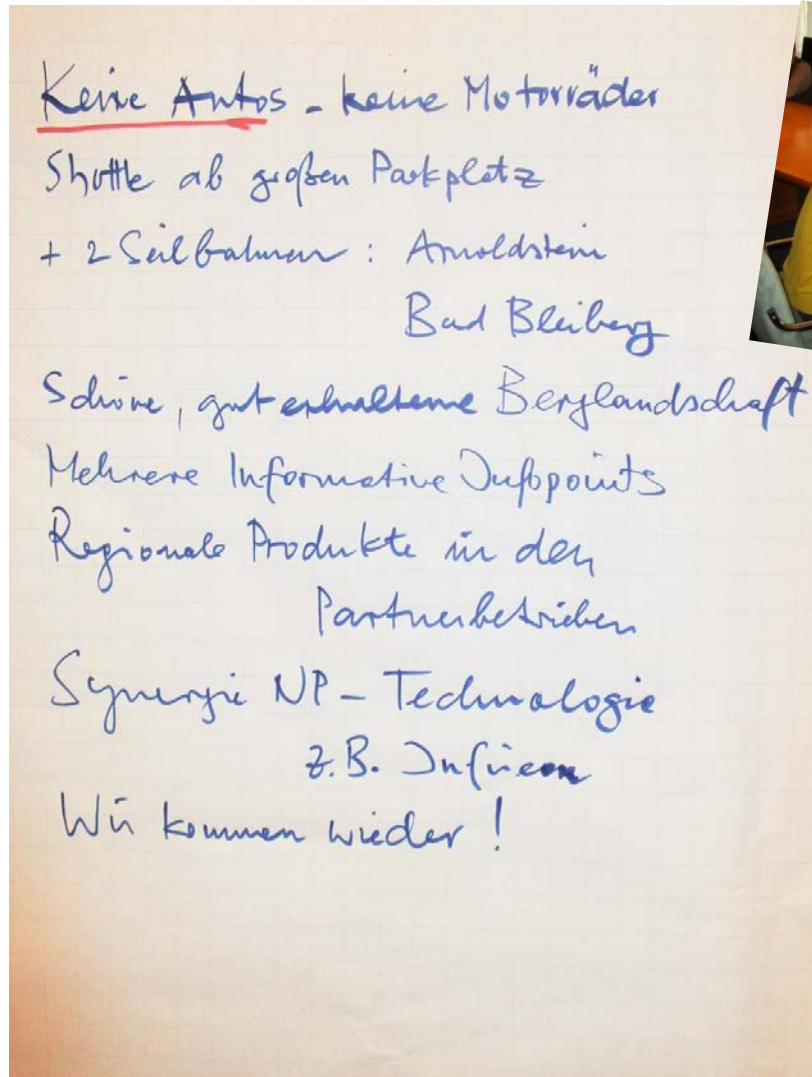 Keine Autos - keine Motorräder
Shuttle ab großen Parkplatz
+ 2 Seilbahnen : Arnoldstein
Bad Bleiberg
Schöne, gut erhaltene Berglandschaft
Mehrere Informative Infopoints
Regionale Produkte in den
Partnerbetrieben
Synergie NP - Technologie
z.B. Infineon
Wir kommen wieder !